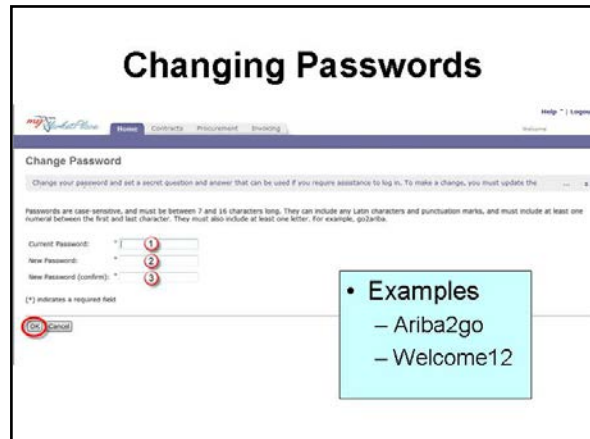 Changing Passwords
Help | Logout
my MarketPlace Home Contracts Procurement Invoicing Welcome
Change Password
Change your password and set a secret question and answer that can be used if you require assistance to log in. To make a change, you must update the ...
Passwords are case-sensitive, and must be between 7 and 16 characters long. They can include any Latin characters and punctuation marks, and must include at least one
numeral between the first and last character. They must also include at least one letter. For example, go2ariba.
Current Password: * 1
New Password: * 2
New Password (confirm): * 3
(*) indicates a required field
OK Cancel
• Examples
– Ariba2go
– Welcome12